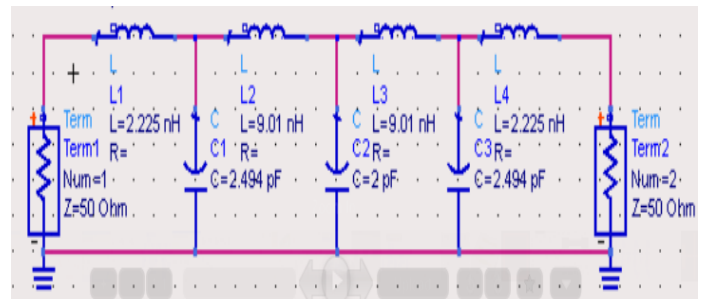 L
L1
L=2.225 nH
R=
L
L2
L=9.01 nH
R=
L
L3
L=9.01 nH
R=
L
L4
L=2.225 nH
R=
Term
Term1
Num=1
Z=50 Ohm
C
C1
C=2.494 pF
C
C2
C=2 pF
C
C3
C=2.494 pF
Term
Term2
Num=2
Z=50 Ohm